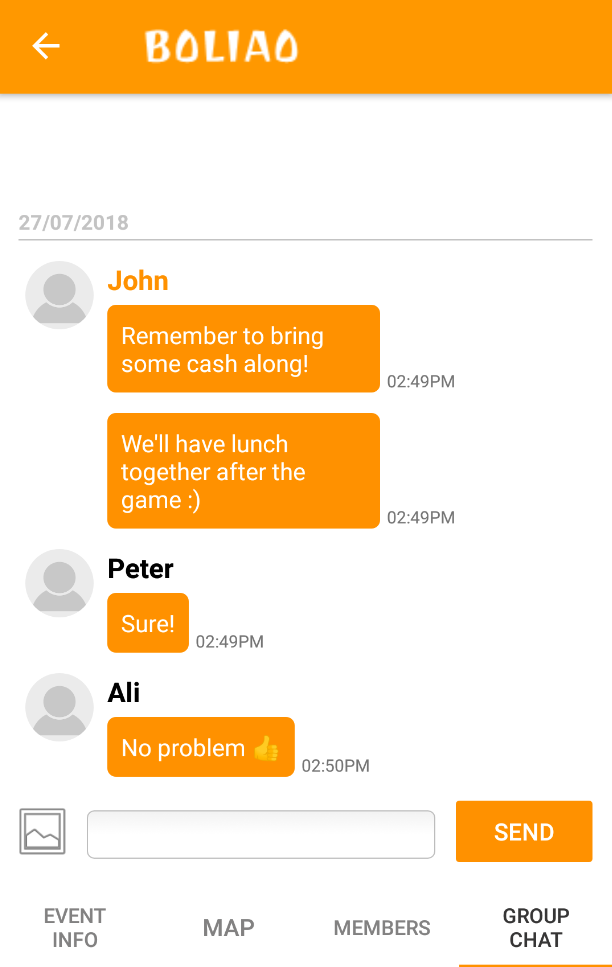 BOLIAO
27/07/2018
John
Remember to bring
some cash along!
02:49PM
We'll have lunch
together after the
game :)
02:49PM
Peter
Sure!
02:49PM
Ali
No problem 👍
02:50PM
SEND
EVENT
INFO
MAP
MEMBERS
GROUP
CHAT